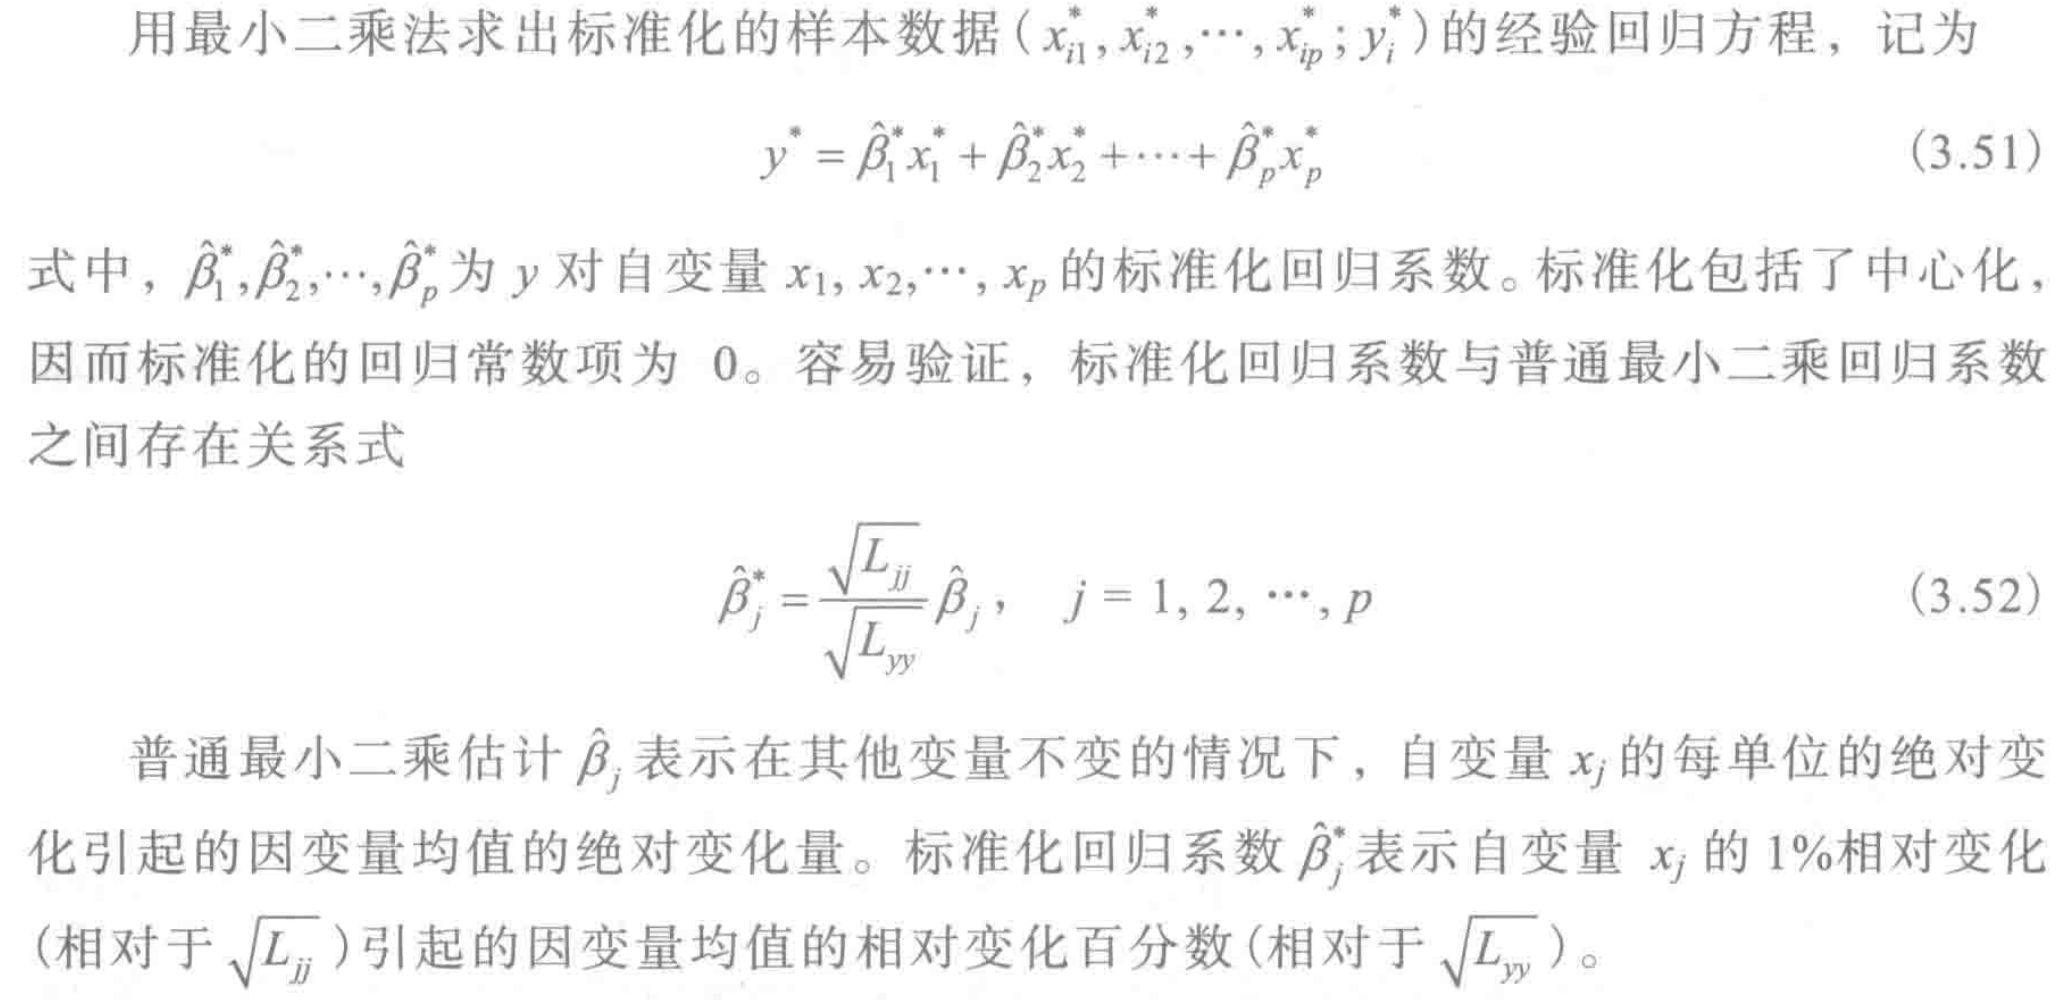 用最小二乘法求出标准化的样本数据($x_{i1}^*, x_{i2}^*, \cdots, x_{ip}^*; y_i^*$)的经验回归方程，记为
$y^* = \hat{\beta}_1^* x_1^* + \hat{\beta}_2^* x_2^* + \cdots + \hat{\beta}_p^* x_p^*$ (3.51)
式中，$\hat{\beta}_1^*, \hat{\beta}_2^*, \cdots, \hat{\beta}_p^*$为 $y$ 对自变量 $x_1, x_2, \cdots, x_p$ 的标准化回归系数。标准化包括了中心化，
因而标准化的回归常数项为 0。容易验证，标准化回归系数与普通最小二乘回归系数
之间存在关系式
$\hat{\beta}_j^* = \frac{\sqrt{L_{jj}}}{\sqrt{L_{yy}}} \hat{\beta}_j, \quad j = 1, 2, \cdots, p$ (3.52)
普通最小二乘估计 $\hat{\beta}_j$ 表示在其他变量不变的情况下，自变量 $x_j$ 的每单位的绝对变
化引起的因变量均值的绝对变化量。标准化回归系数 $\hat{\beta}_j^*$ 表示自变量 $x_j$ 的 1%相对变化
(相对于 $\sqrt{L_{jj}}$ )引起的因变量均值的相对变化百分数(相对于 $\sqrt{L_{yy}}$ )。